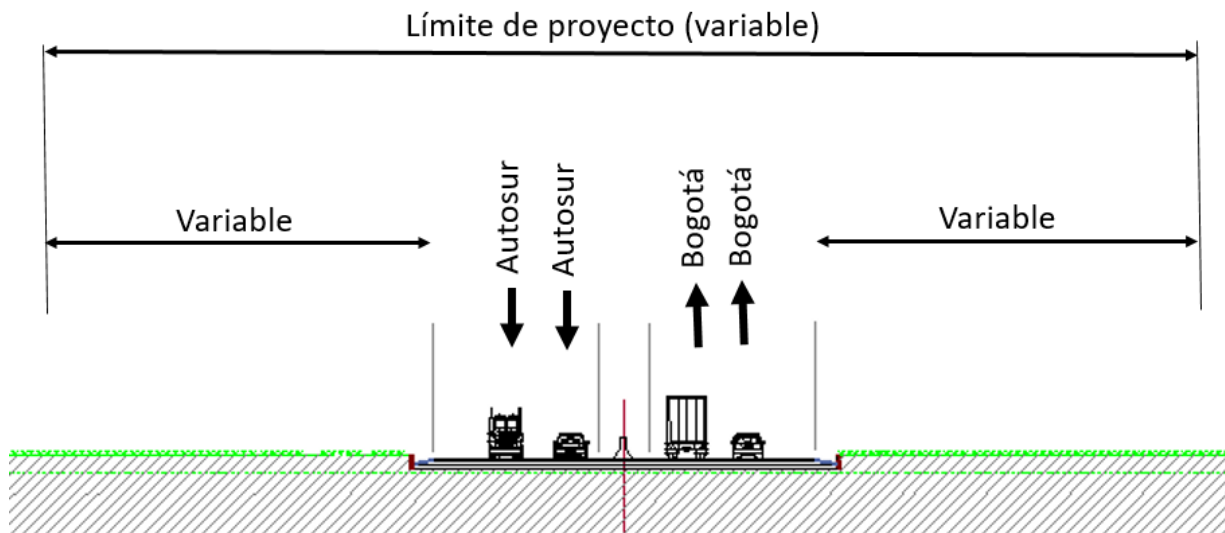 Límite de proyecto (variable)
Variable
Autosur
Autosur
Bogotá
Bogotá
Variable